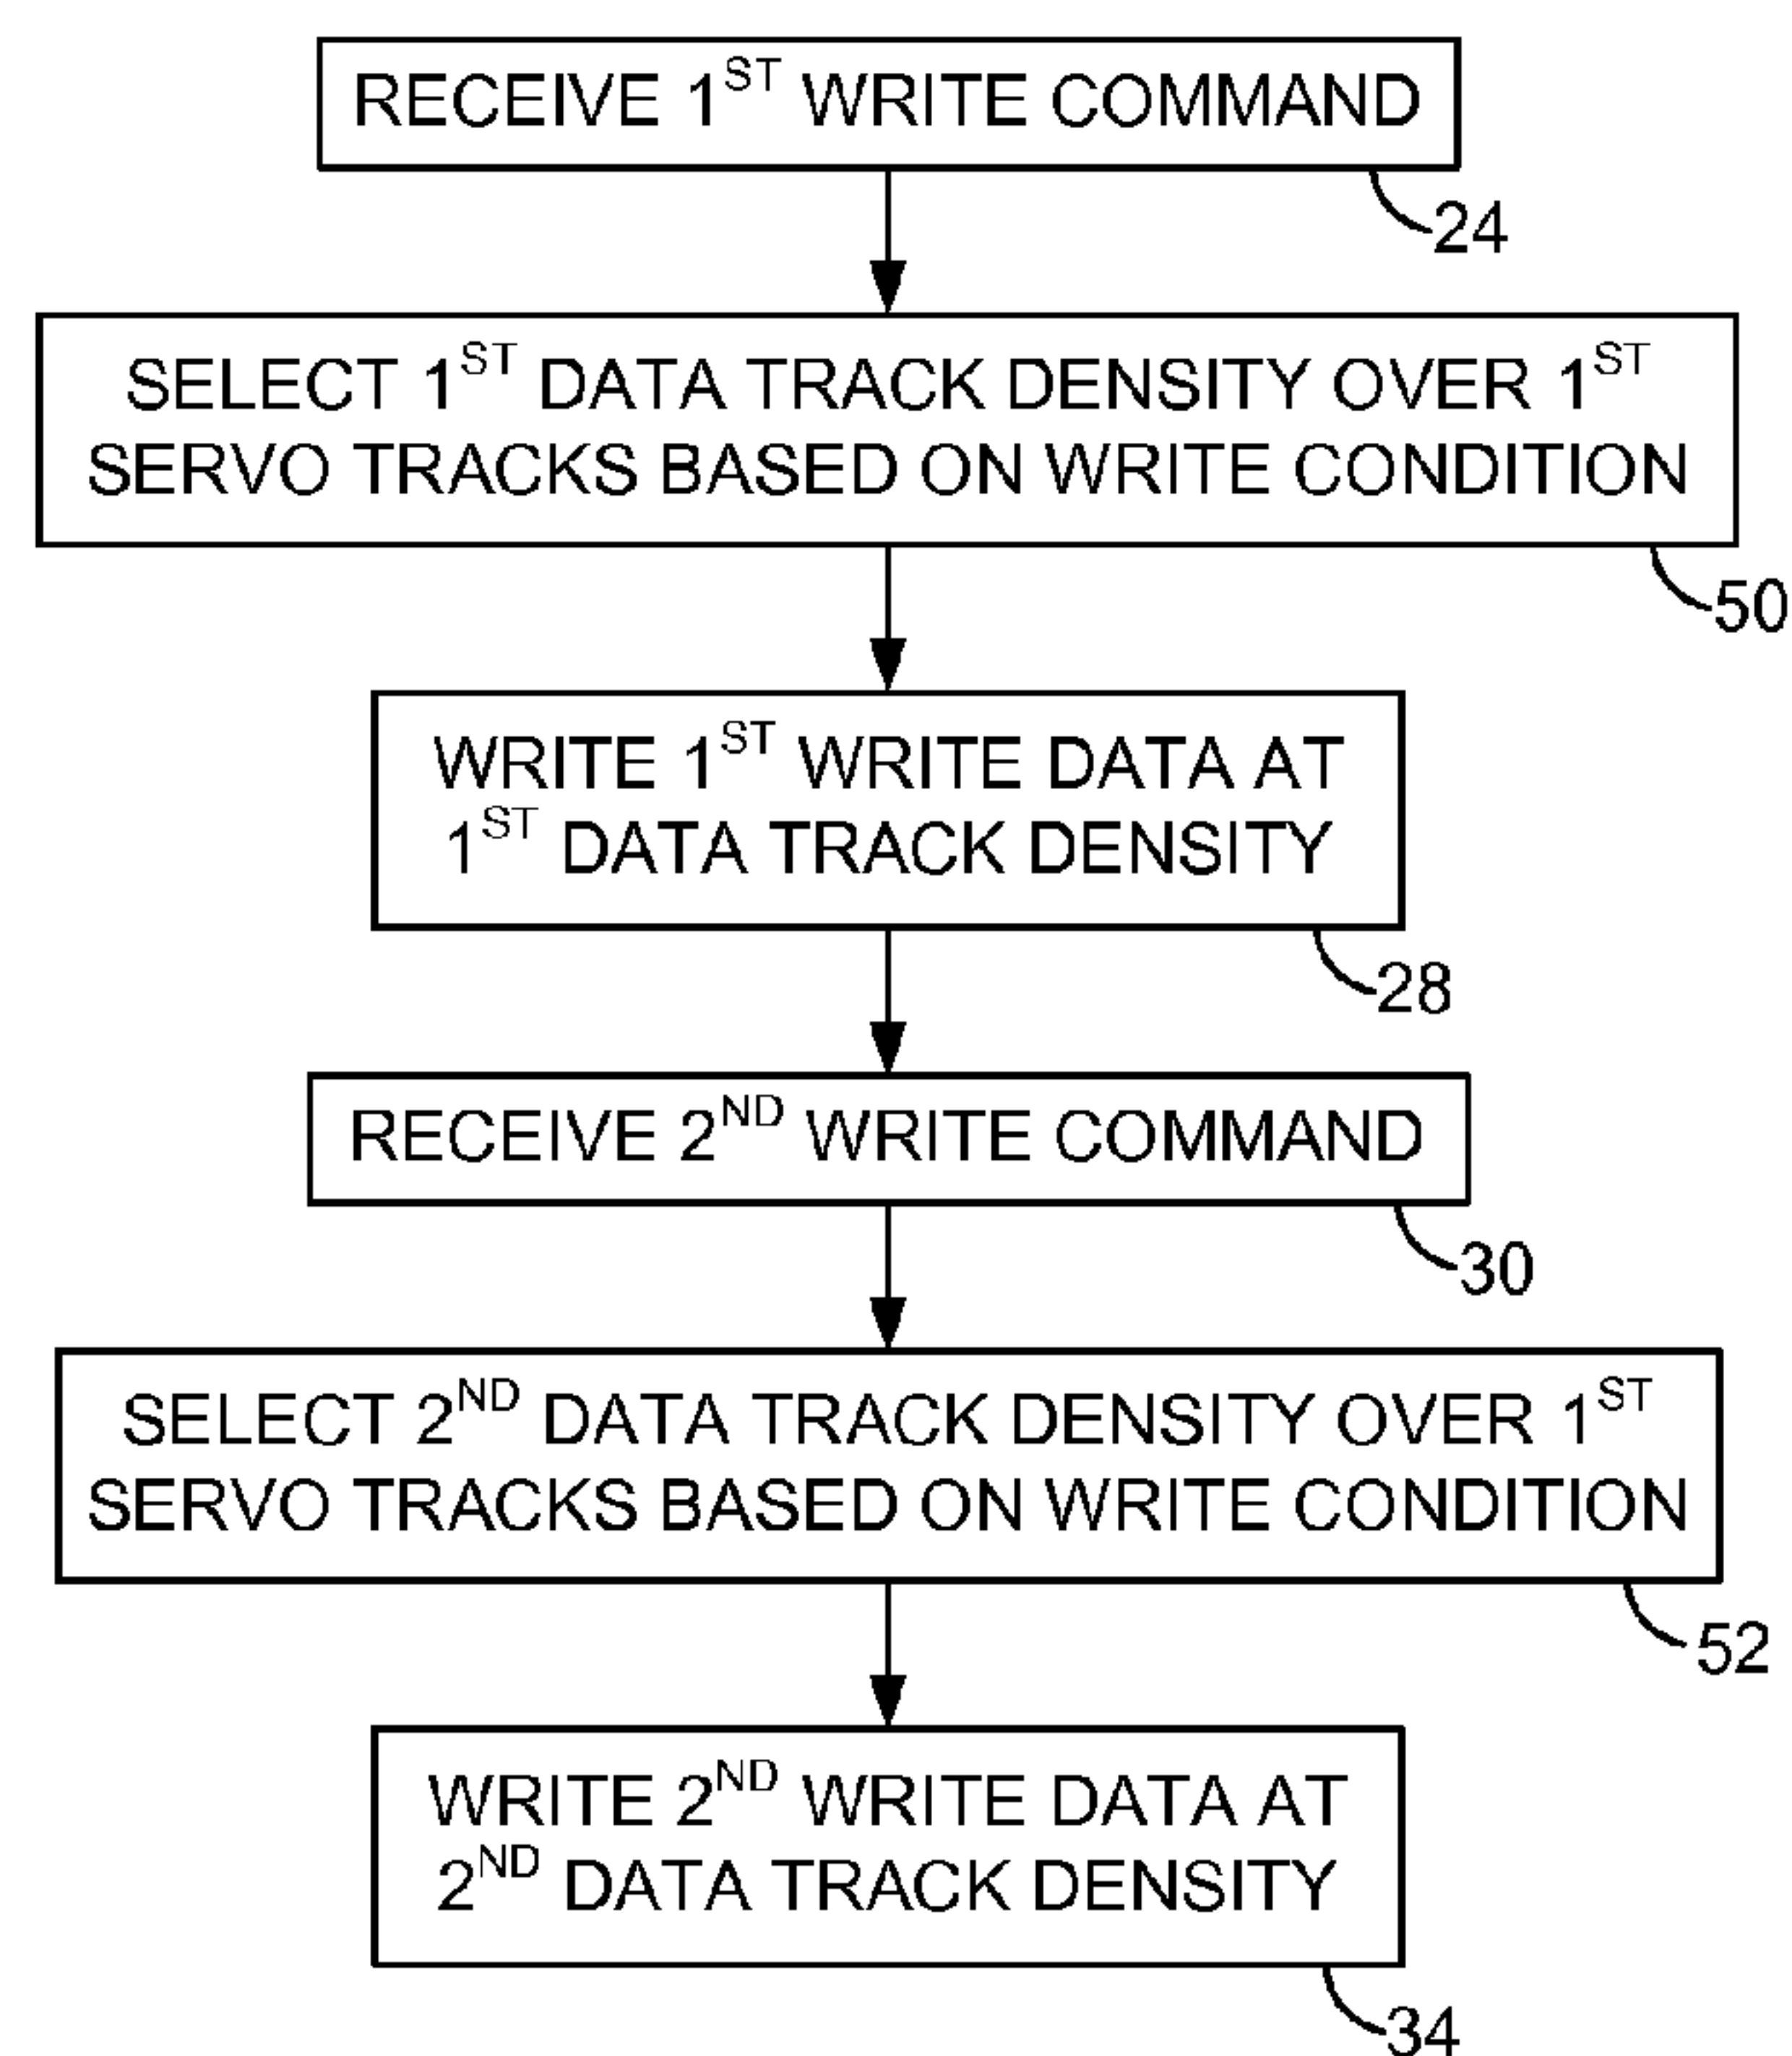 RECEIVE 1ST WRITE COMMAND
24
SELECT 1ST DATA TRACK DENSITY OVER 1ST
SERVO TRACKS BASED ON WRITE CONDITION
50
WRITE 1ST WRITE DATA AT
1ST DATA TRACK DENSITY
28
RECEIVE 2ND WRITE COMMAND
30
SELECT 2ND DATA TRACK DENSITY OVER 1ST
SERVO TRACKS BASED ON WRITE CONDITION
52
WRITE 2ND WRITE DATA AT
2ND DATA TRACK DENSITY
34